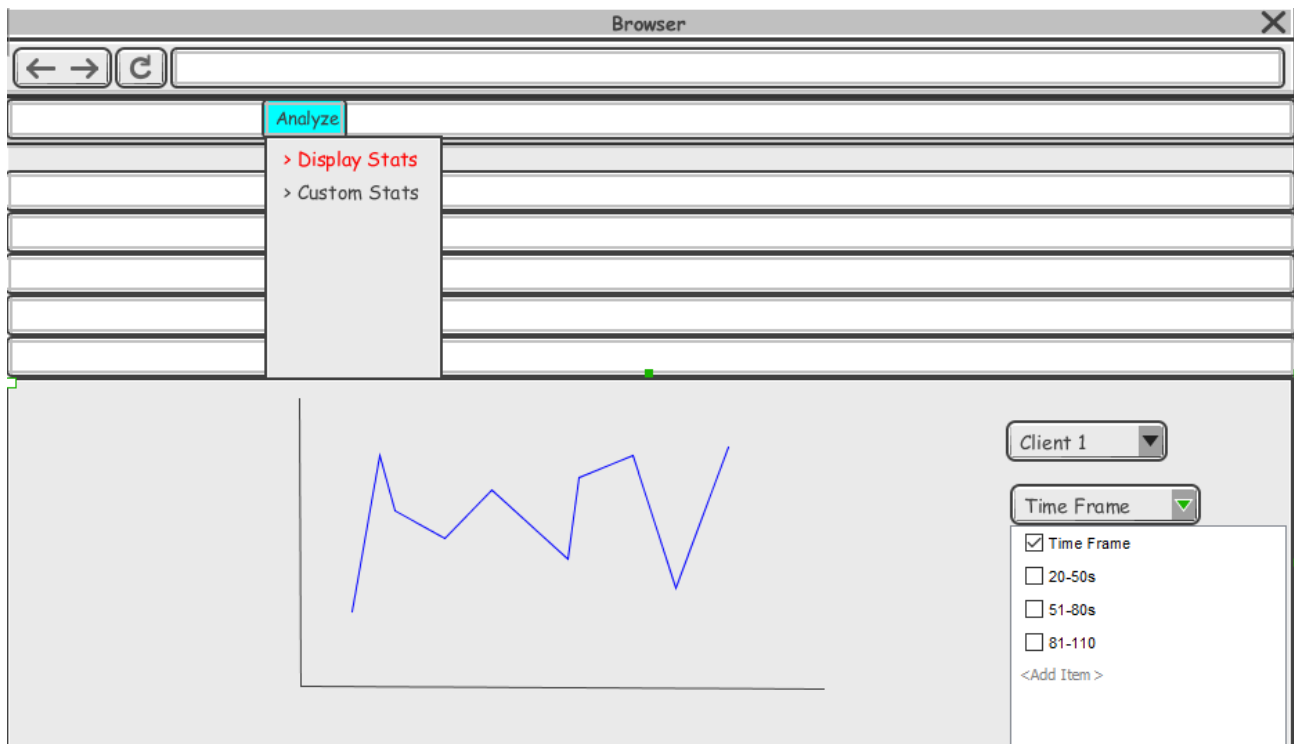 Browser
Analyze
> Display Stats
> Custom Stats
Client 1
Time Frame
Time Frame
20-50s
51-80s
81-110
<Add Item>